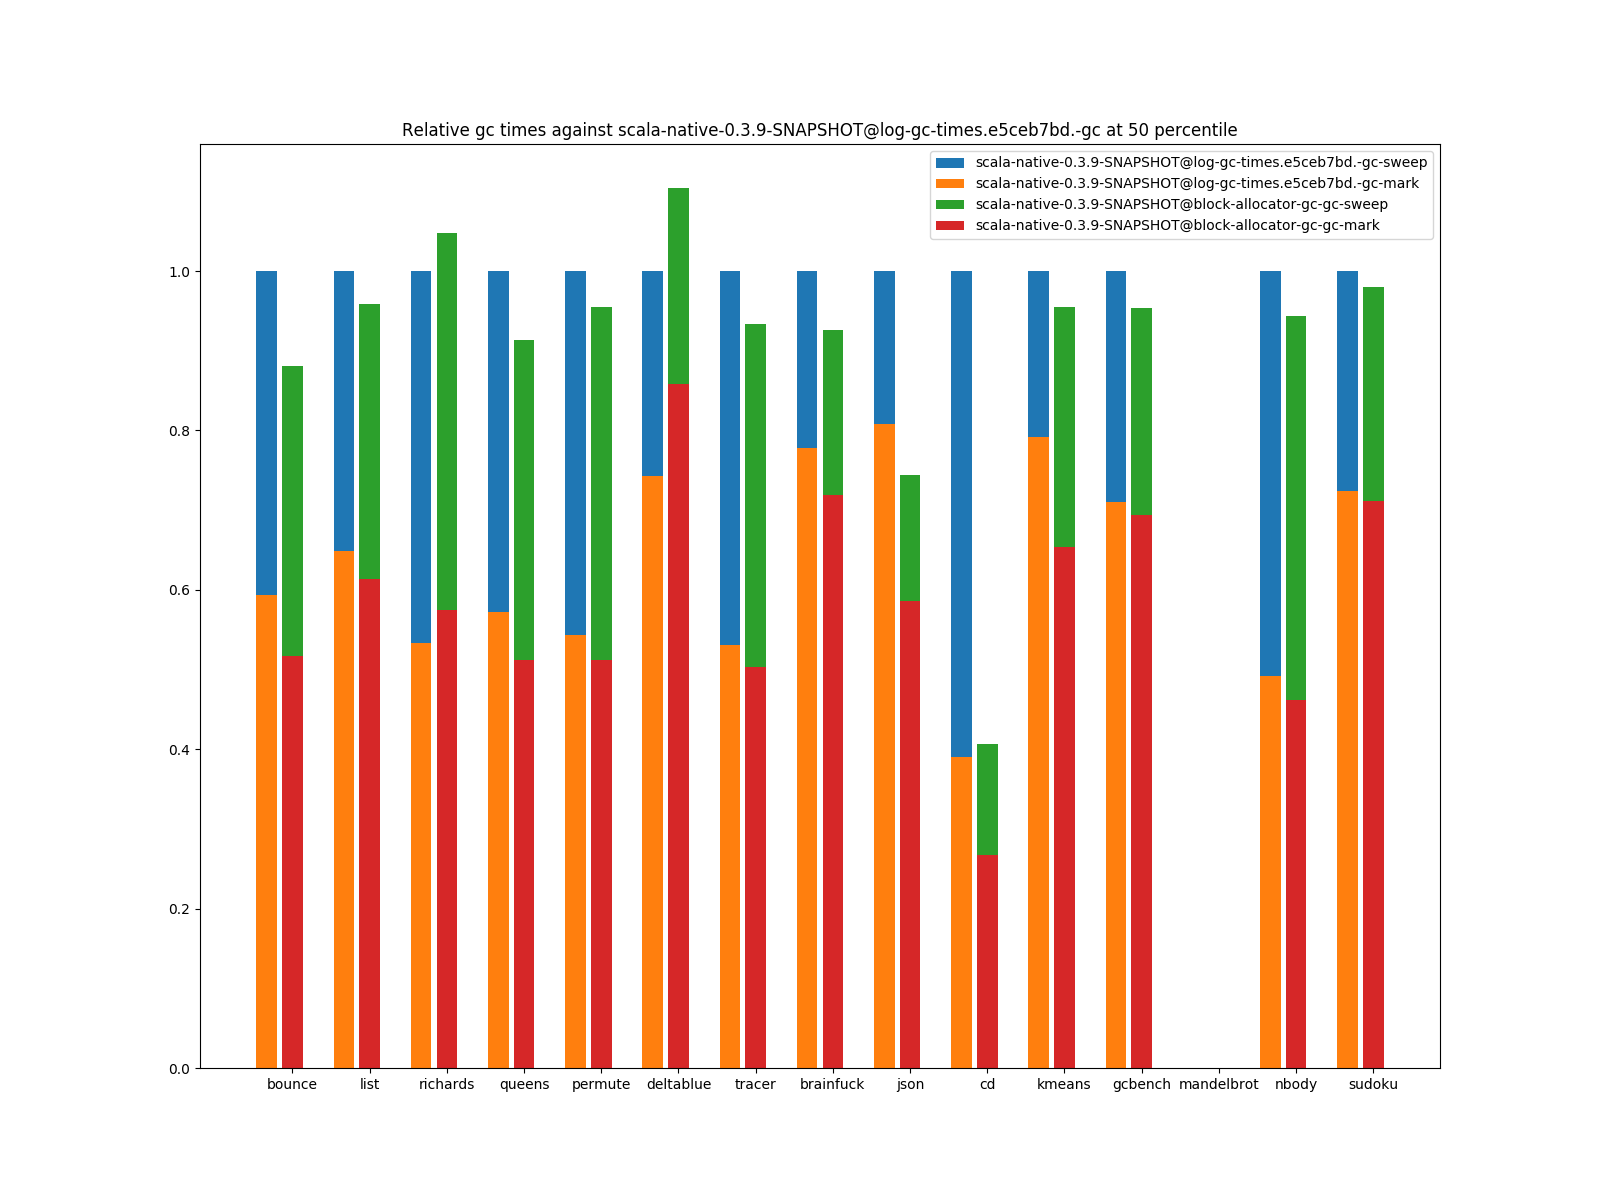 Relative gc times against scala-native-0.3.9-SNAPSHOT@log-gc-times.e5ceb7bd.-gc at 50 percentile
scala-native-0.3.9-SNAPSHOT@log-gc-times.e5ceb7bd.-gc-sweep
scala-native-0.3.9-SNAPSHOT@log-gc-times.e5ceb7bd.-gc-mark
scala-native-0.3.9-SNAPSHOT@block-allocator-gc-gc-sweep
scala-native-0.3.9-SNAPSHOT@block-allocator-gc-gc-mark
1.0
0.8
0.6
0.4
0.2
0.0
bounce list richards queens permute deltablue tracer brainfuck json cd kmeans gcbench mandelbrot nbody sudoku